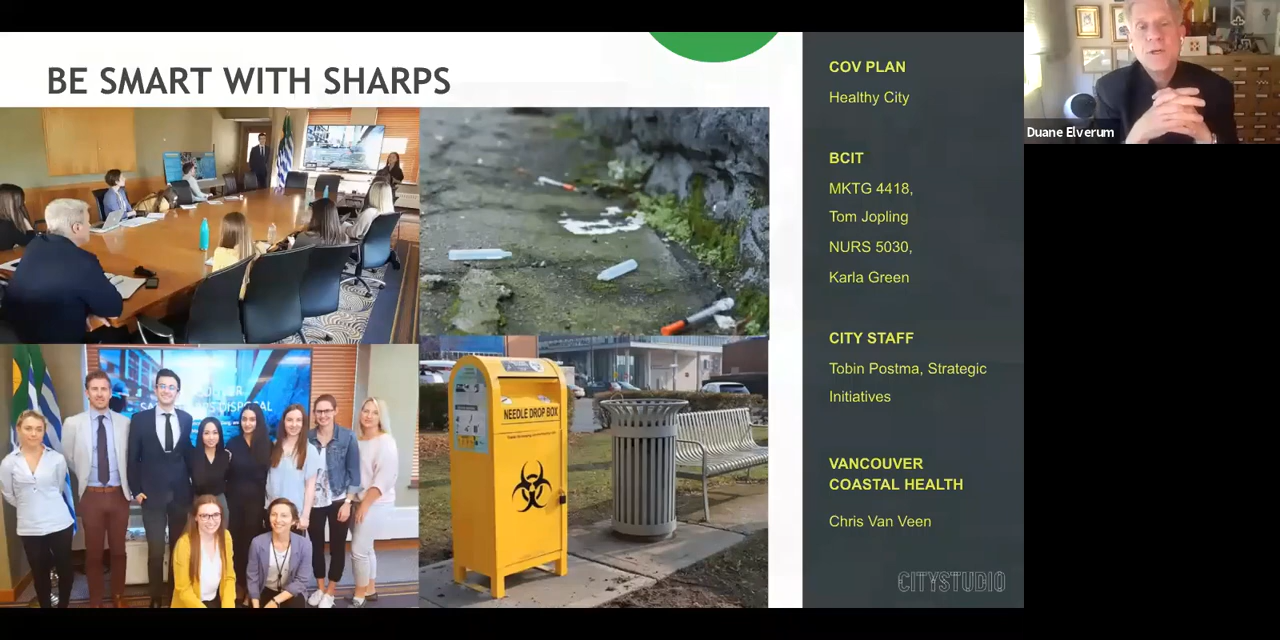 BE SMART WITH SHARPS
COV PLAN
Healthy City
BCIT
MKTG 4418,
Tom Jopling
NURS 5030,
Karla Green
CITY STAFF
Tobin Postma, Strategic
Initiatives
VANCOUVER
COASTAL HEALTH
Chris Van Veen
CITYSTUDIO
Duane Elverum
NEEDLE DROP BOX
DISPOSAL